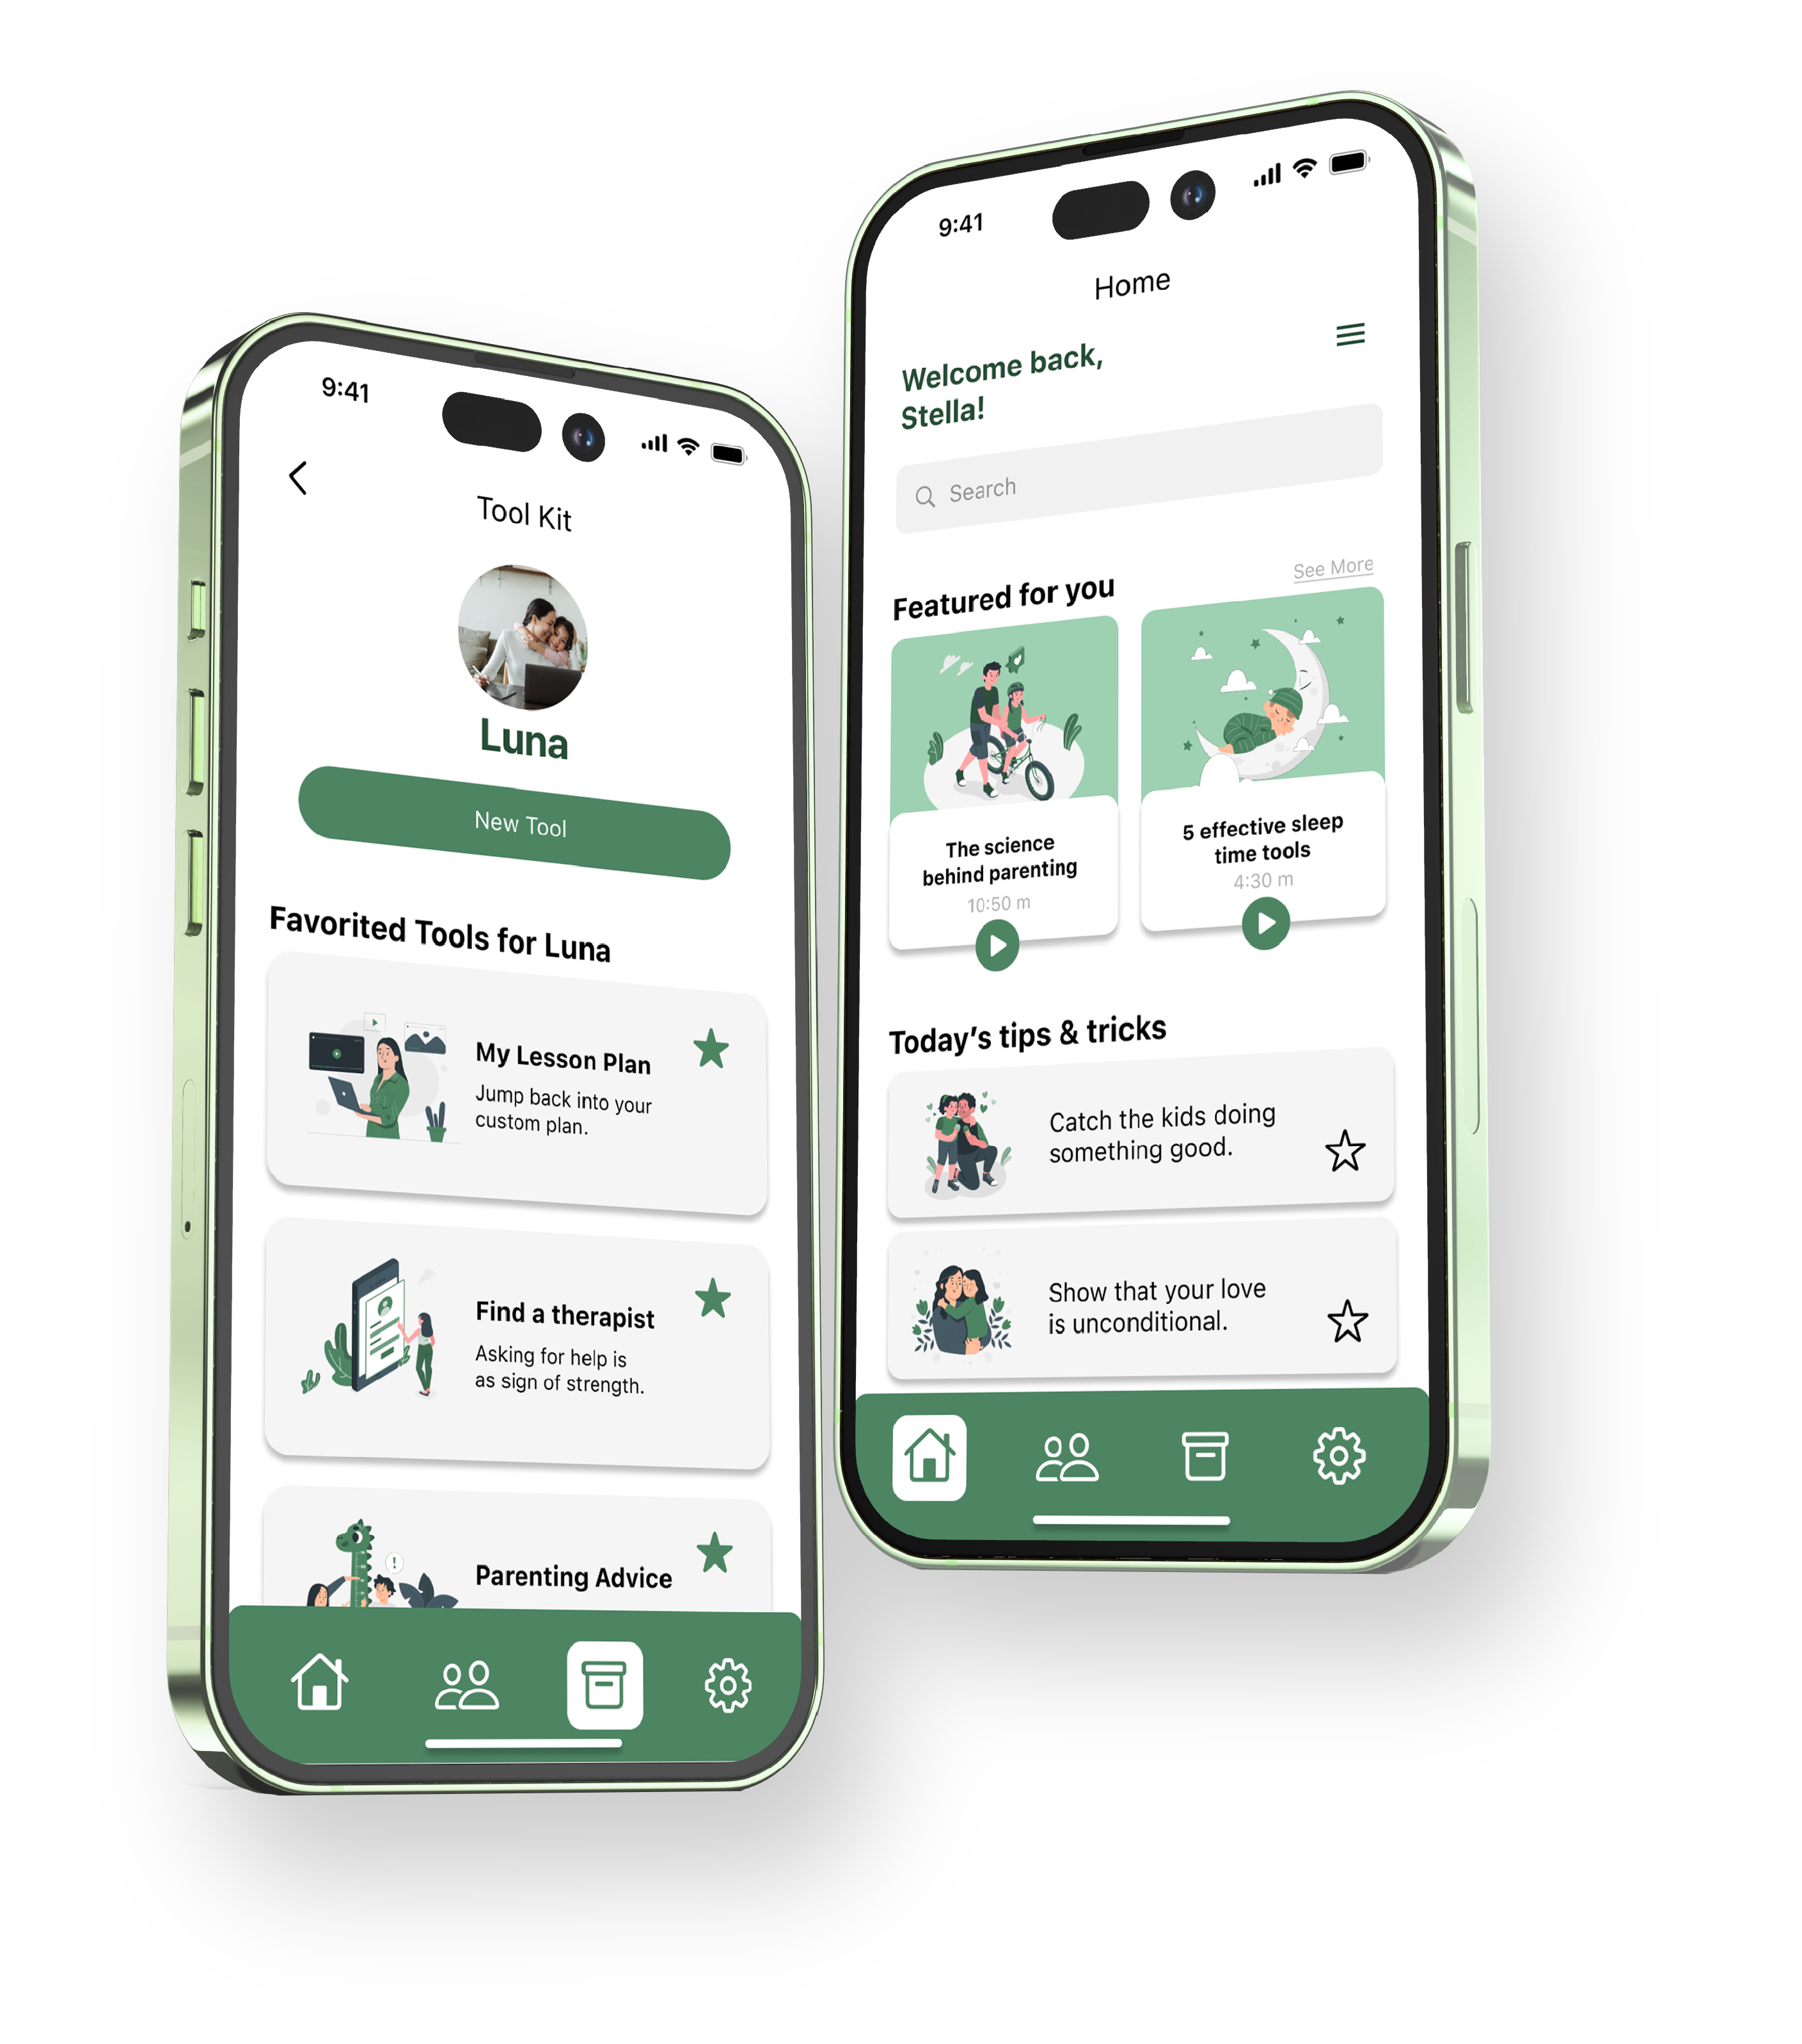 9:41
Tool Kit
Luna
New Tool
Favorited Tools for Luna
My Lesson Plan
Jump back into your
custom plan.
Find a therapist
Asking for help is
as sign of strength.
!
Parenting Advice
9:41
Home
Welcome back,
Stella!
Search
Featured for you
See More
The science
behind parenting
10:50 m
5 effective sleep
time tools
4:30 m
Today's tips & tricks
Catch the kids doing
something good.
Show that your love
is unconditional.